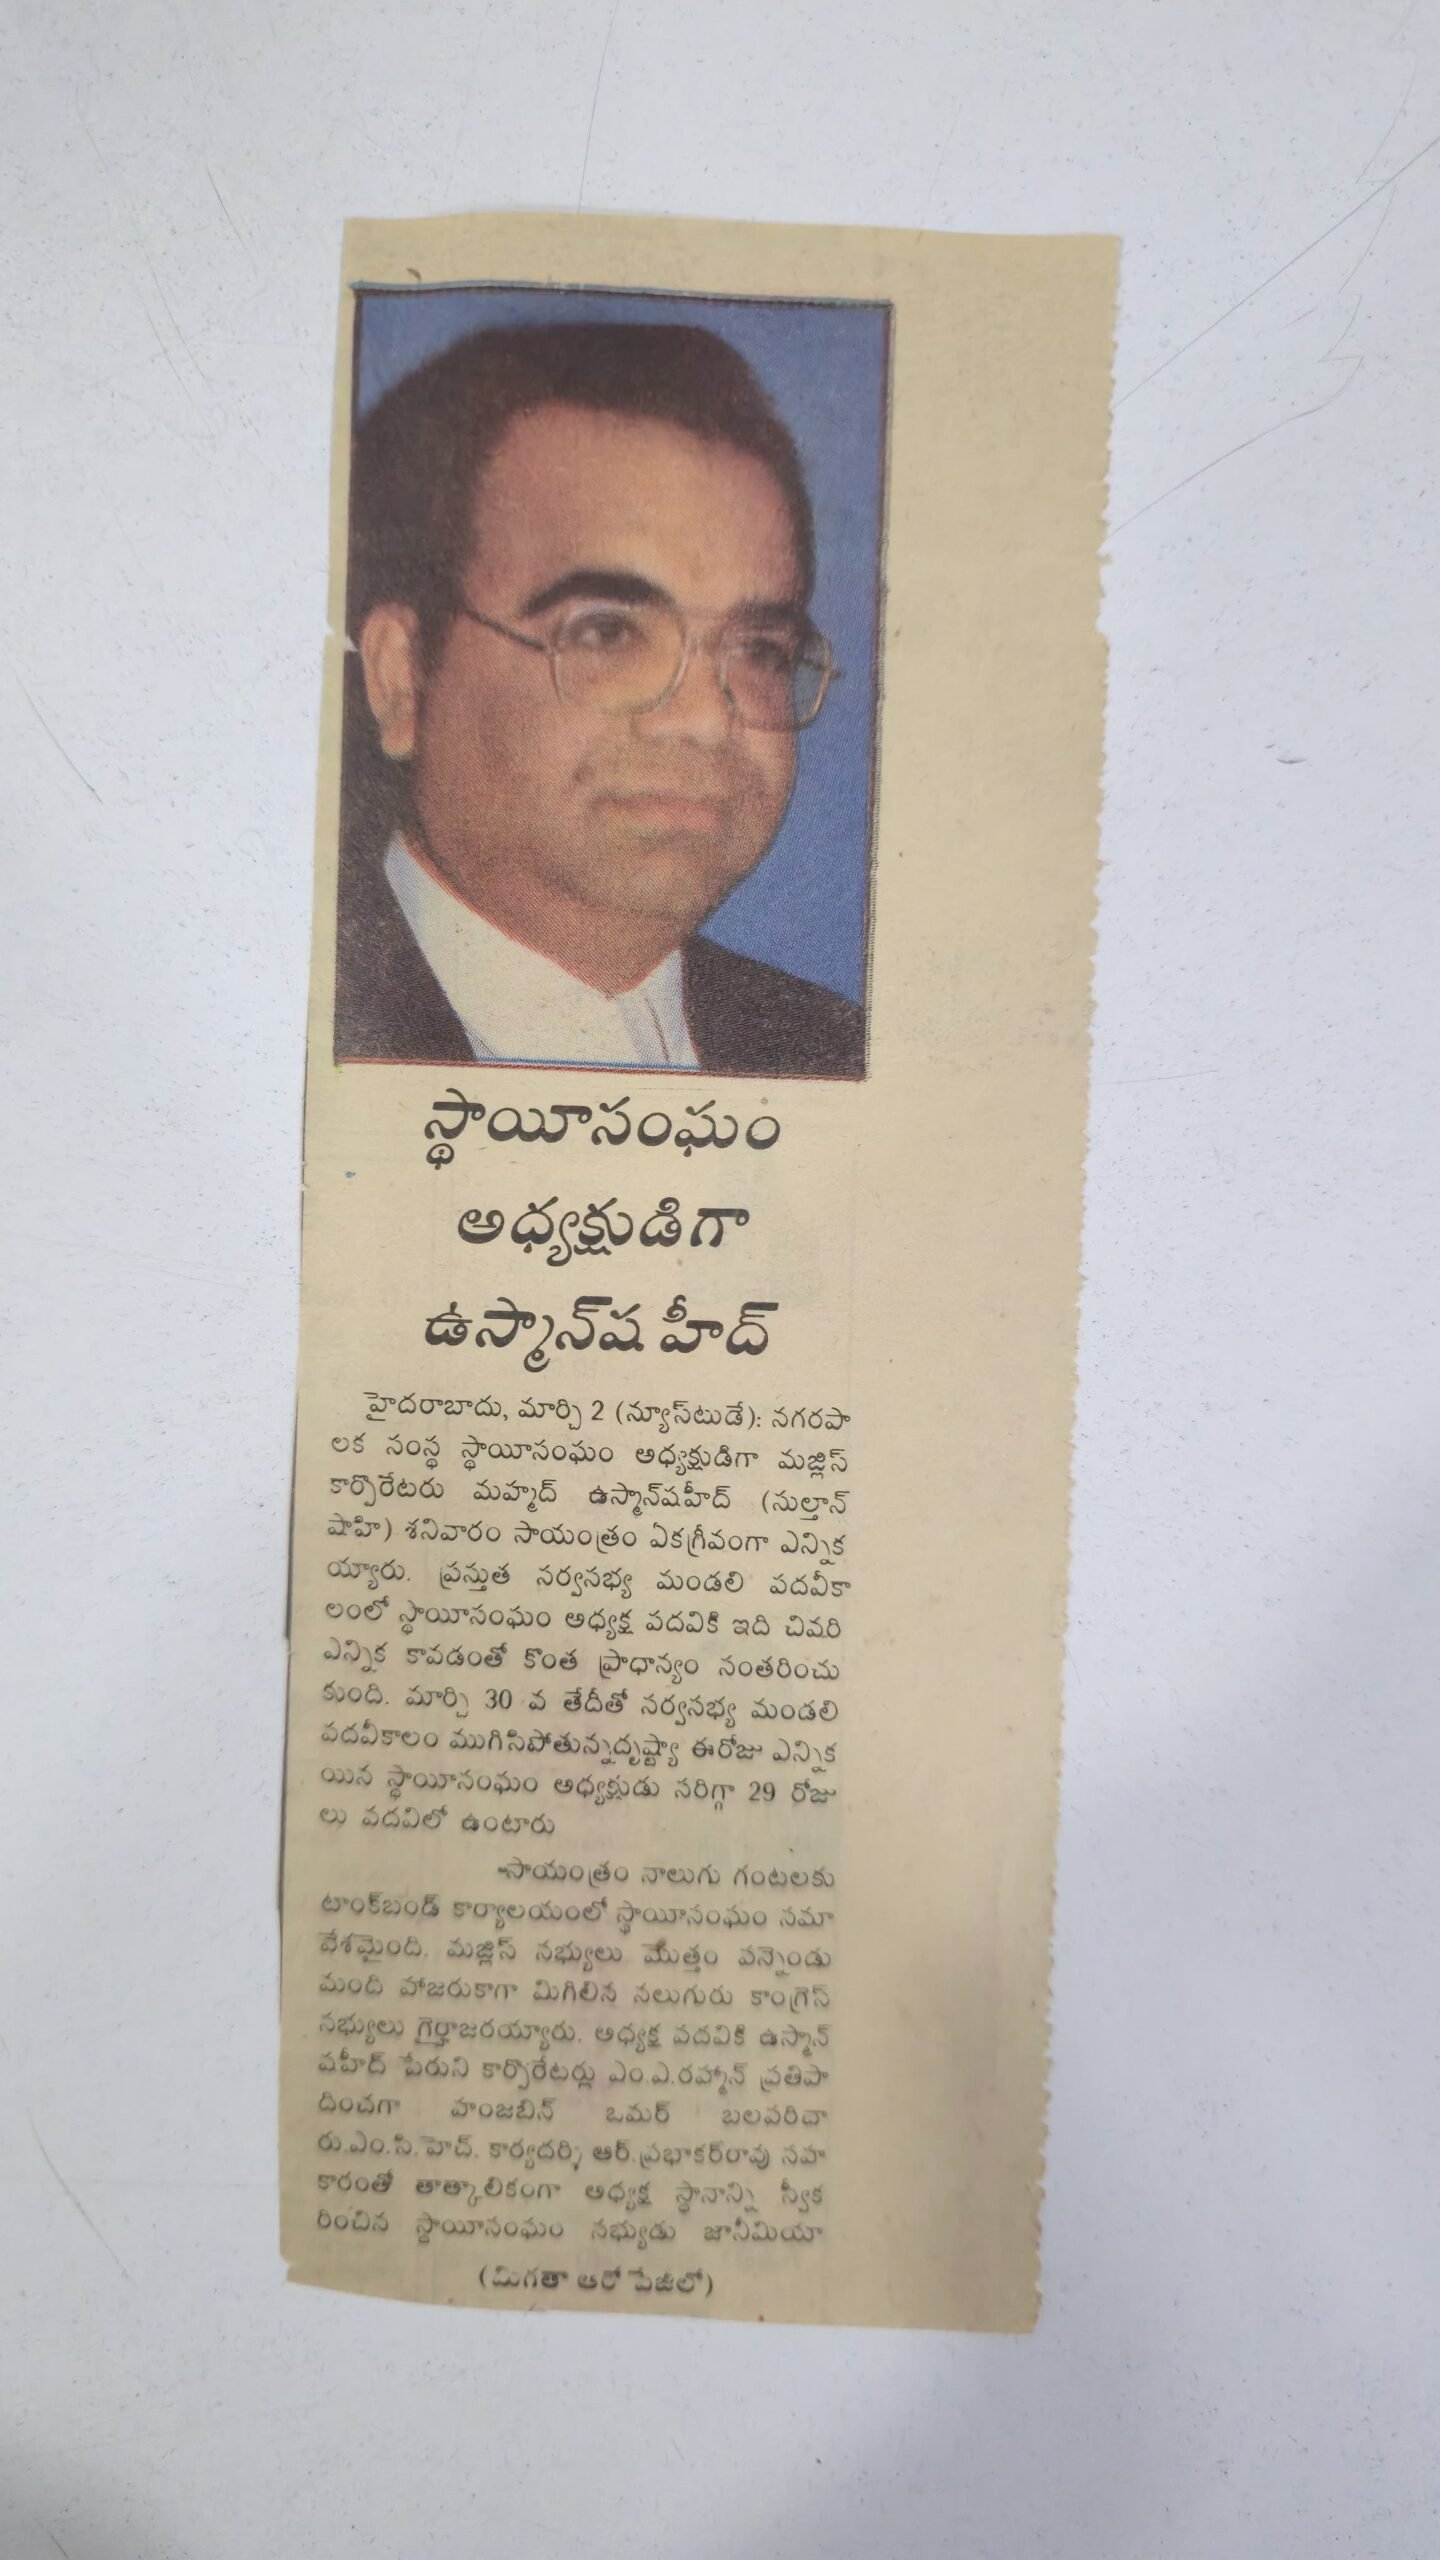 స్థాయీసంఘం
అధ్యక్షుడిగా
ఉస్మాన్‌షహీద్
హైదరాబాదు, మార్చి 2 (న్యూస్‌టుడే): నగరపా
లక సంస్థ స్థాయీసంఘం అధ్యక్షుడిగా మజ్లిస్
కార్పొరేటరు మహ్మద్ ఉస్మాన్‌షహీద్ (సుల్తాన్
షాహి) శనివారం సాయంత్రం ఏకగ్రీవంగా ఎన్నిక
య్యారు. ప్రస్తుత సర్వసభ్య మండలి పదవీకా
లంలో స్థాయీసంఘం అధ్యక్ష పదవికి ఇది చివరి
ఎన్నిక కావడంతో కొంత ప్రాధాన్యం సంతరించు
కుంది. మార్చి 30 వ తేదీతో సర్వసభ్య మండలి
పదవీకాలం ముగిసిపోతున్నదృష్ట్యా ఈరోజు ఎన్నిక
యిన స్థాయీసంఘం అధ్యక్షుడు సరిగ్గా 29 రోజు
లు పదవిలో ఉంటారు
సాయంత్రం నాలుగు గంటలకు
టాంక్‌బండ్ కార్యాలయంలో స్థాయీసంఘం సమా
వేశమైంది. మజ్లిస్ సభ్యులు మొత్తం పన్నెండు
మంది హాజరుకాగా మిగిలిన నలుగురు కాంగ్రెస్
సభ్యులు గైర్హాజరయ్యారు. అధ్యక్ష పదవికి ఉస్మాన్
షహీద్ పేరుని కార్పొరేటర్లు ఎం.ఎ.రహ్మాన్ ప్రతిపా
దించగా హంజబిన్ ఒమర్ బలపరిచా
రు.ఎం.సి.హెచ్. కార్యదర్శి ఆర్.ప్రభాకర్‌రావు సహ
కారంతో తాత్కాలికంగా అధ్యక్ష స్థానాన్ని స్వీక
రించిన స్థాయీసంఘం సభ్యుడు జానీమియా
(మిగతా ఆరో పేజీలో)